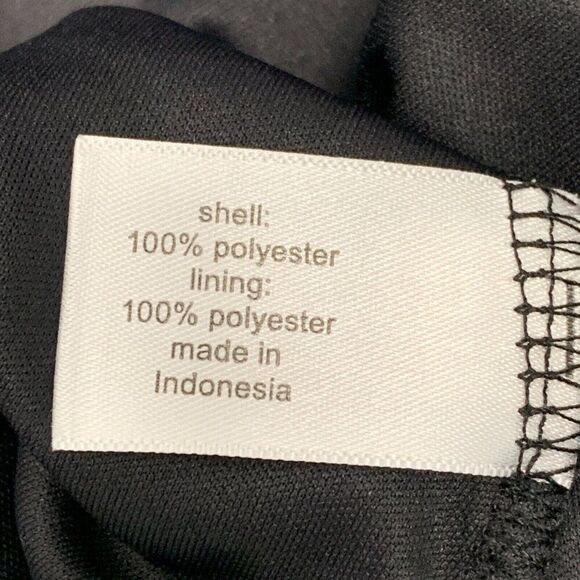 shell:
100% polyester
lining:
100% polyester
made in
Indonesia